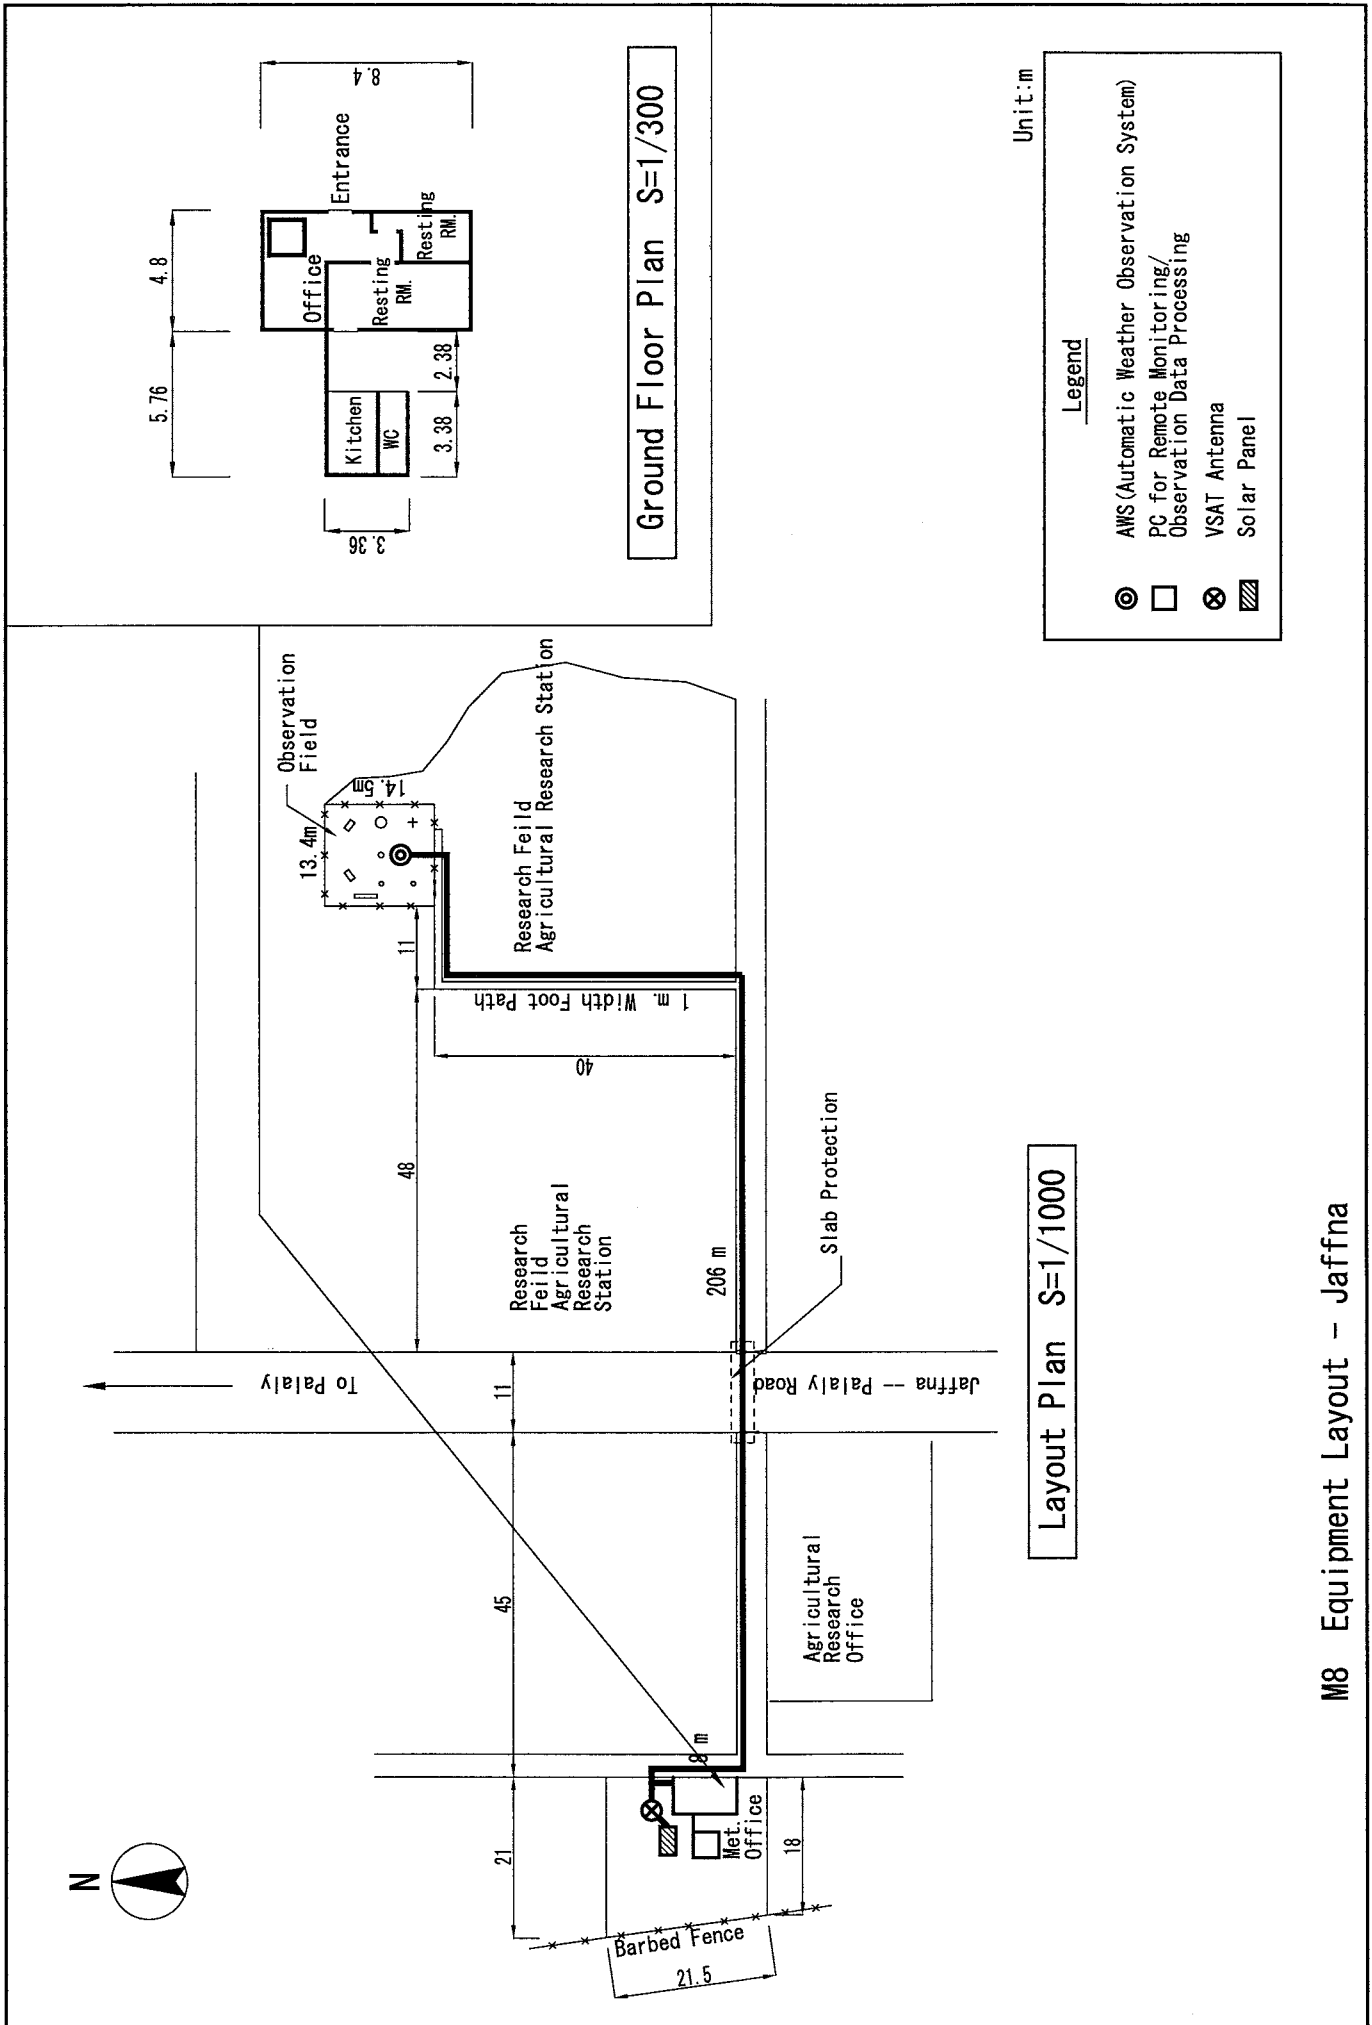 N
21
45
11
48
11
13.4m
14.5m
Observation
Field
To Palaly
Jaffna -- Palaly Road
40
1 m. Width Foot Path
Research
Feild
Agricultural
Research
Station
Research Feild
Agricultural Research Station
206 m
8 m
Met.
Office
18
Barbed Fence
21.5
Agricultural
Research
Office
Slab Protection
Layout Plan S=1/1000
5.76
4.8
8.4
3.36
3.38
2.38
Kitchen
WC
Office
Resting
RM.
Resting
RM.
Entrance
Ground Floor Plan S=1/300
Unit:m
Legend
AWS(Automatic Weather Observation System)
PC for Remote Monitoring/
Observation Data Processing
VSAT Antenna
Solar Panel
M8 Equipment Layout - Jaffna